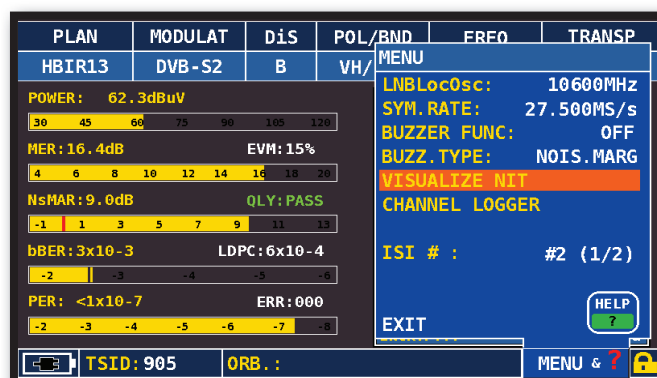 PLAN MODULAT DiS POL/BND FREQ TRANSP
HBIR13 DVB-S2 B VH/
MENU
POWER: 62.3dBuV
30 45 60 75 90 105 120
MER:16.4dB EVM:15%
4 6 8 10 12 14 16 18 20
NsMAR:9.0dB QLY:PASS
-1 1 3 5 7 9 11 13
bBER:3x10-3 LDPC:6x10-4
-2 -3 -4 -5 -6
PER: <1x10-7 ERR:000
-2 -3 -4 -5 -6 -7 -8
LNBLocOsc: 10600MHz
SYM.RATE: 27.500MS/s
BUZZER FUNC: OFF
BUZZ.TYPE: NOIS.MARG
VISUALIZE NIT
CHANNEL LOGGER
ISI # : #2 (1/2)
HELP
?
EXIT
TSID:905 ORB.: MENU & ?